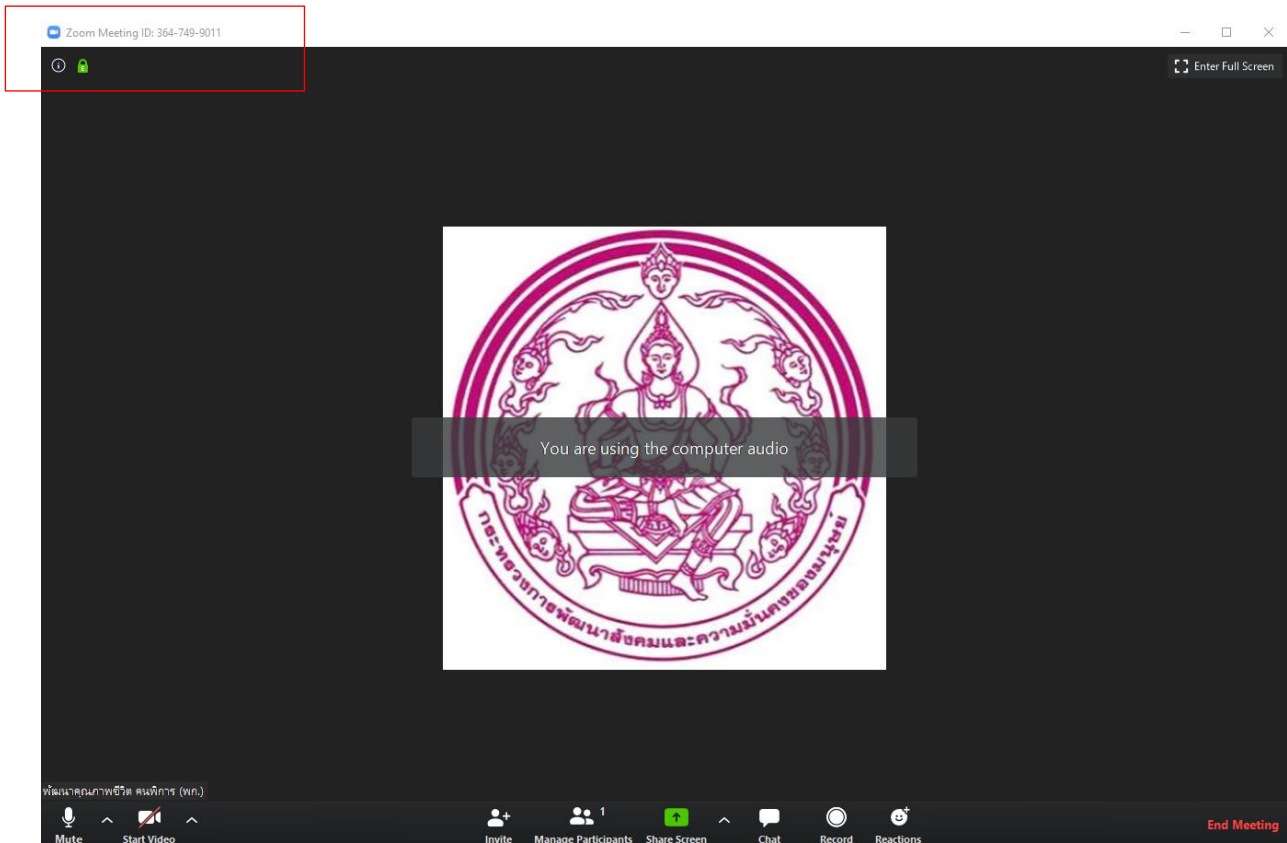 Zoom Meeting ID: 364-749-9011
Enter Full Screen
You are using the computer audio
กระทรวงการพัฒนาสังคมและความมั่นคงของมนุษย์
พัฒนาคุณภาพชีวิต คนพิการ (พก.)
1
Mute
Start Video
Invite
Manage Participants
Share Screen
Chat
Record
Reactions
End Meeting